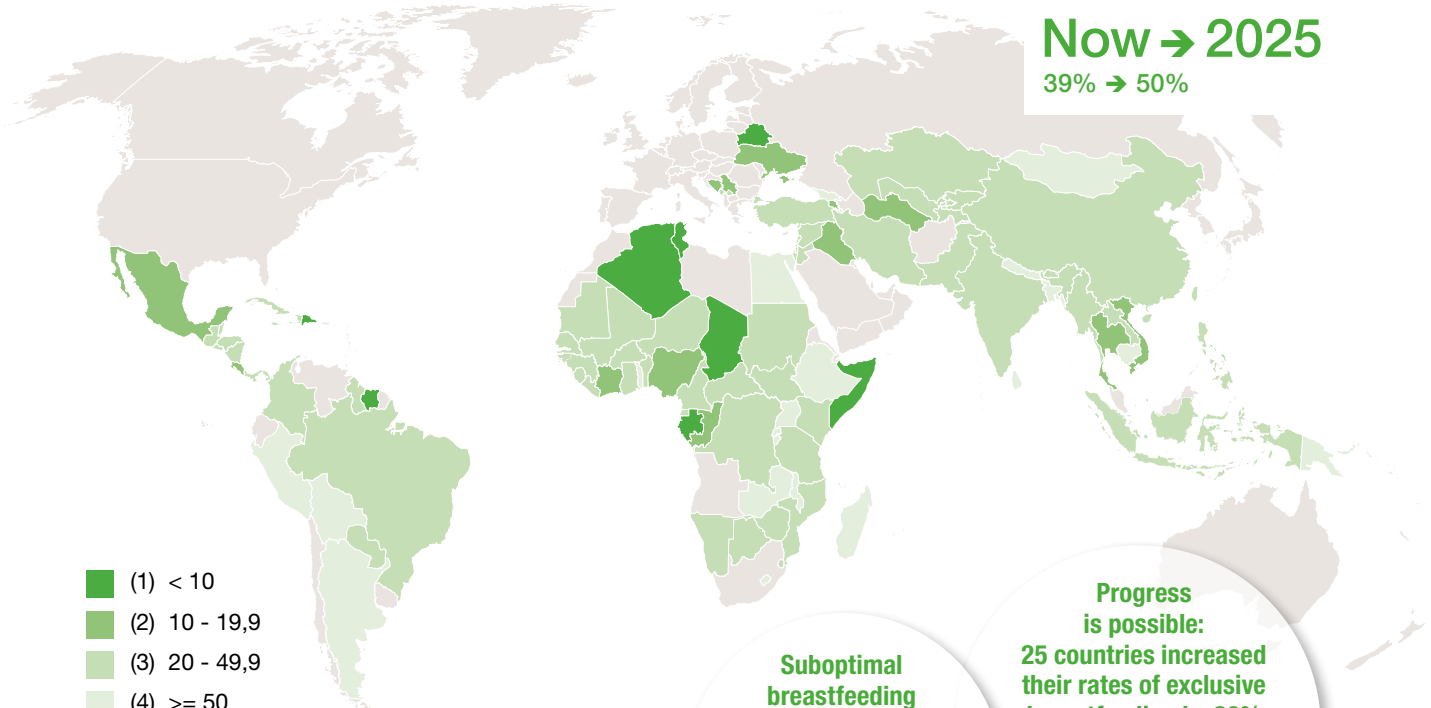 Now → 2025
39% → 50%
(1) < 10
(2) 10 - 19,9
(3) 20 - 49,9
(4) >= 50
Suboptimal
breastfeeding
Progress
is possible:
25 countries increased
their rates of exclusive